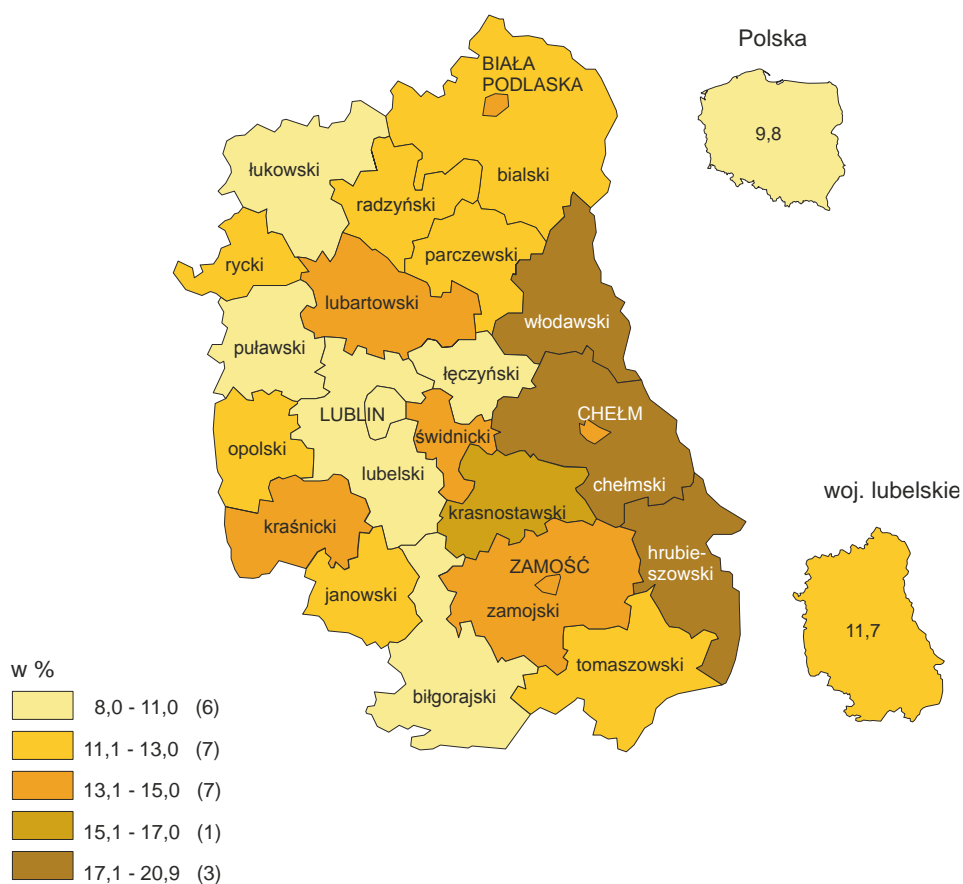 Polska
9,8
BIAŁA
PODLASKA
łukowski
bialski
radzyński
parczewski
rycki
lubartowski
włodawski
puławski
łęczyński
LUBLIN
CHEŁM
świdnicki
opolski
lubelski
chełmski
woj. lubelskie
krasnostawski
kraśnicki
hrubie-
szowski
ZAMOŚĆ
janowski
zamojski
11,7
tomaszowski
biłgorajski
w %
8,0 - 11,0 (6)
11,1 - 13,0 (7)
13,1 - 15,0 (7)
15,1 - 17,0 (1)
17,1 - 20,9 (3)